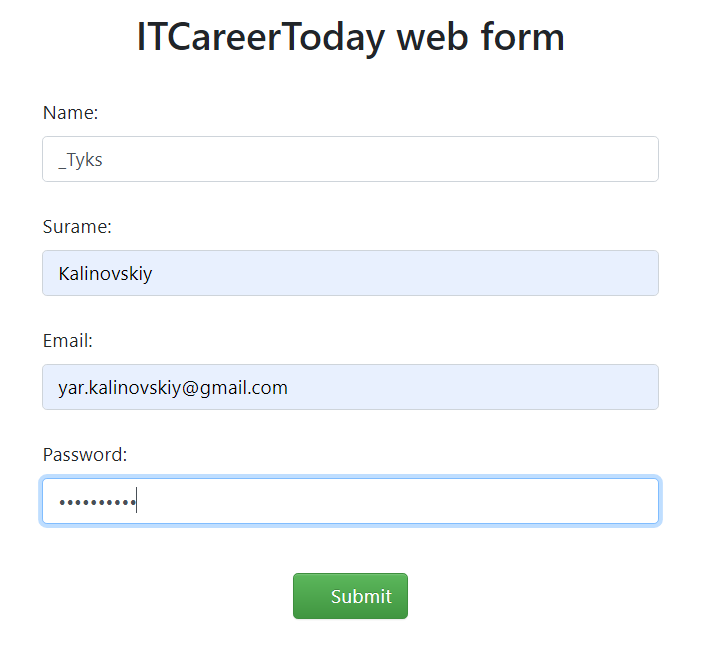 ITCareerToday web form
Name:
_Tyks
Surame:
Kalinovskiy
Email:
yar.kalinovskiy@gmail.com
Password:
••••••••••
Submit